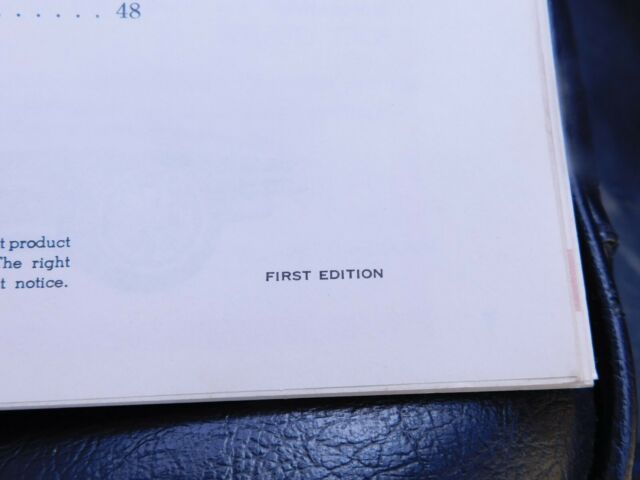 . . . . . . 48
t product
The right
t notice.
FIRST EDITION